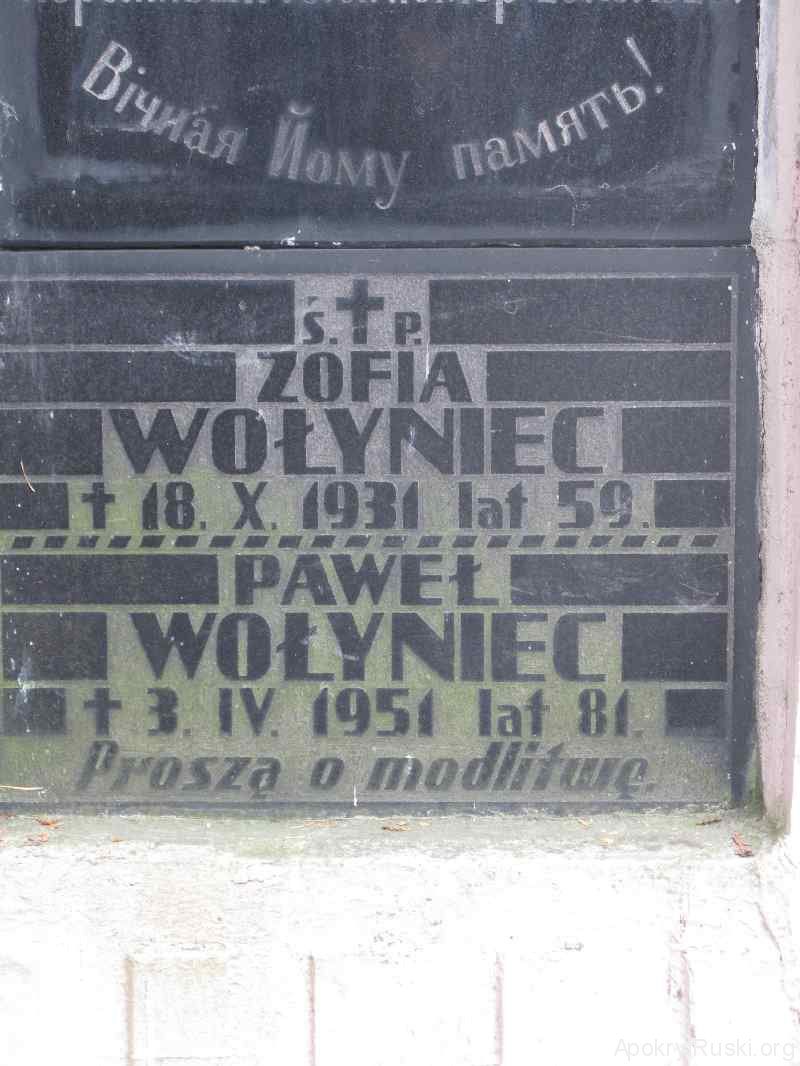 Вічная Йому память!
ś. † p.
ZOFIA
WOŁYNIEC
† 18. X. 1931 lat 59.
PAWEŁ
WOŁYNIEC
† 3. IV. 1951 lat 81.
Proszą o modlitwę.
ApokryfRuski.org